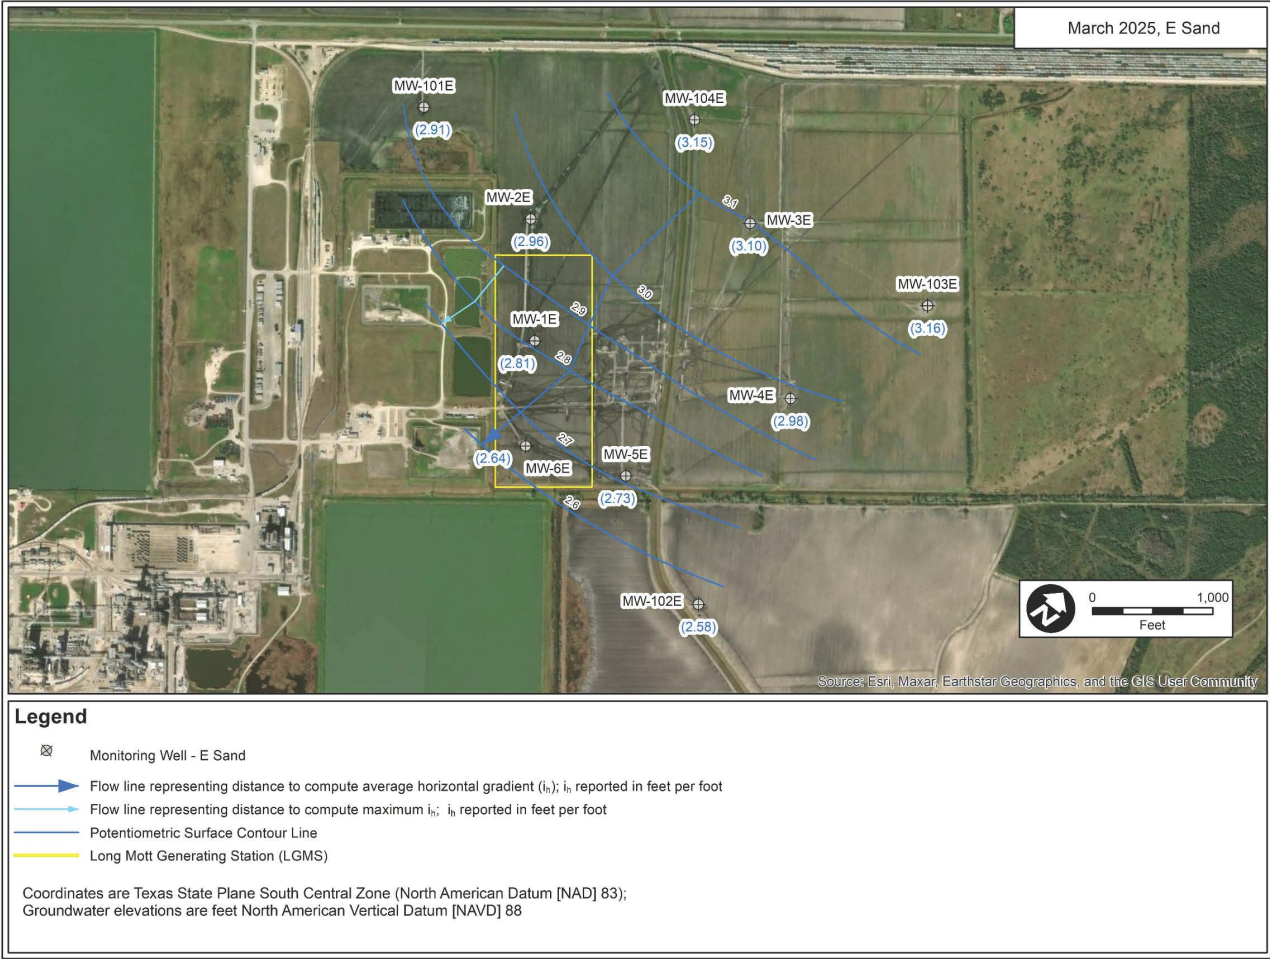 March 2025, E Sand
MW-101E
(2.91)
MW-104E
(3.15)
MW-2E
(2.96)
3.1
MW-3E
(3.10)
MW-103E
(3.16)
3.0
2.9
MW-1E
(2.81)
2.8
MW-4E
(2.98)
2.7
(2.64)
MW-6E
MW-5E
(2.73)
2.6
MW-102E
(2.58)
N
0 1,000
Feet
Source: Esri, Maxar, Earthstar Geographics, and the GIS User Community
Legend
Monitoring Well - E Sand
Flow line representing distance to compute average horizontal gradient (ih); ih reported in feet per foot
Flow line representing distance to compute maximum ih; ih reported in feet per foot
Potentiometric Surface Contour Line
Long Mott Generating Station (LGMS)
Coordinates are Texas State Plane South Central Zone (North American Datum [NAD] 83);
Groundwater elevations are feet North American Vertical Datum [NAVD] 88